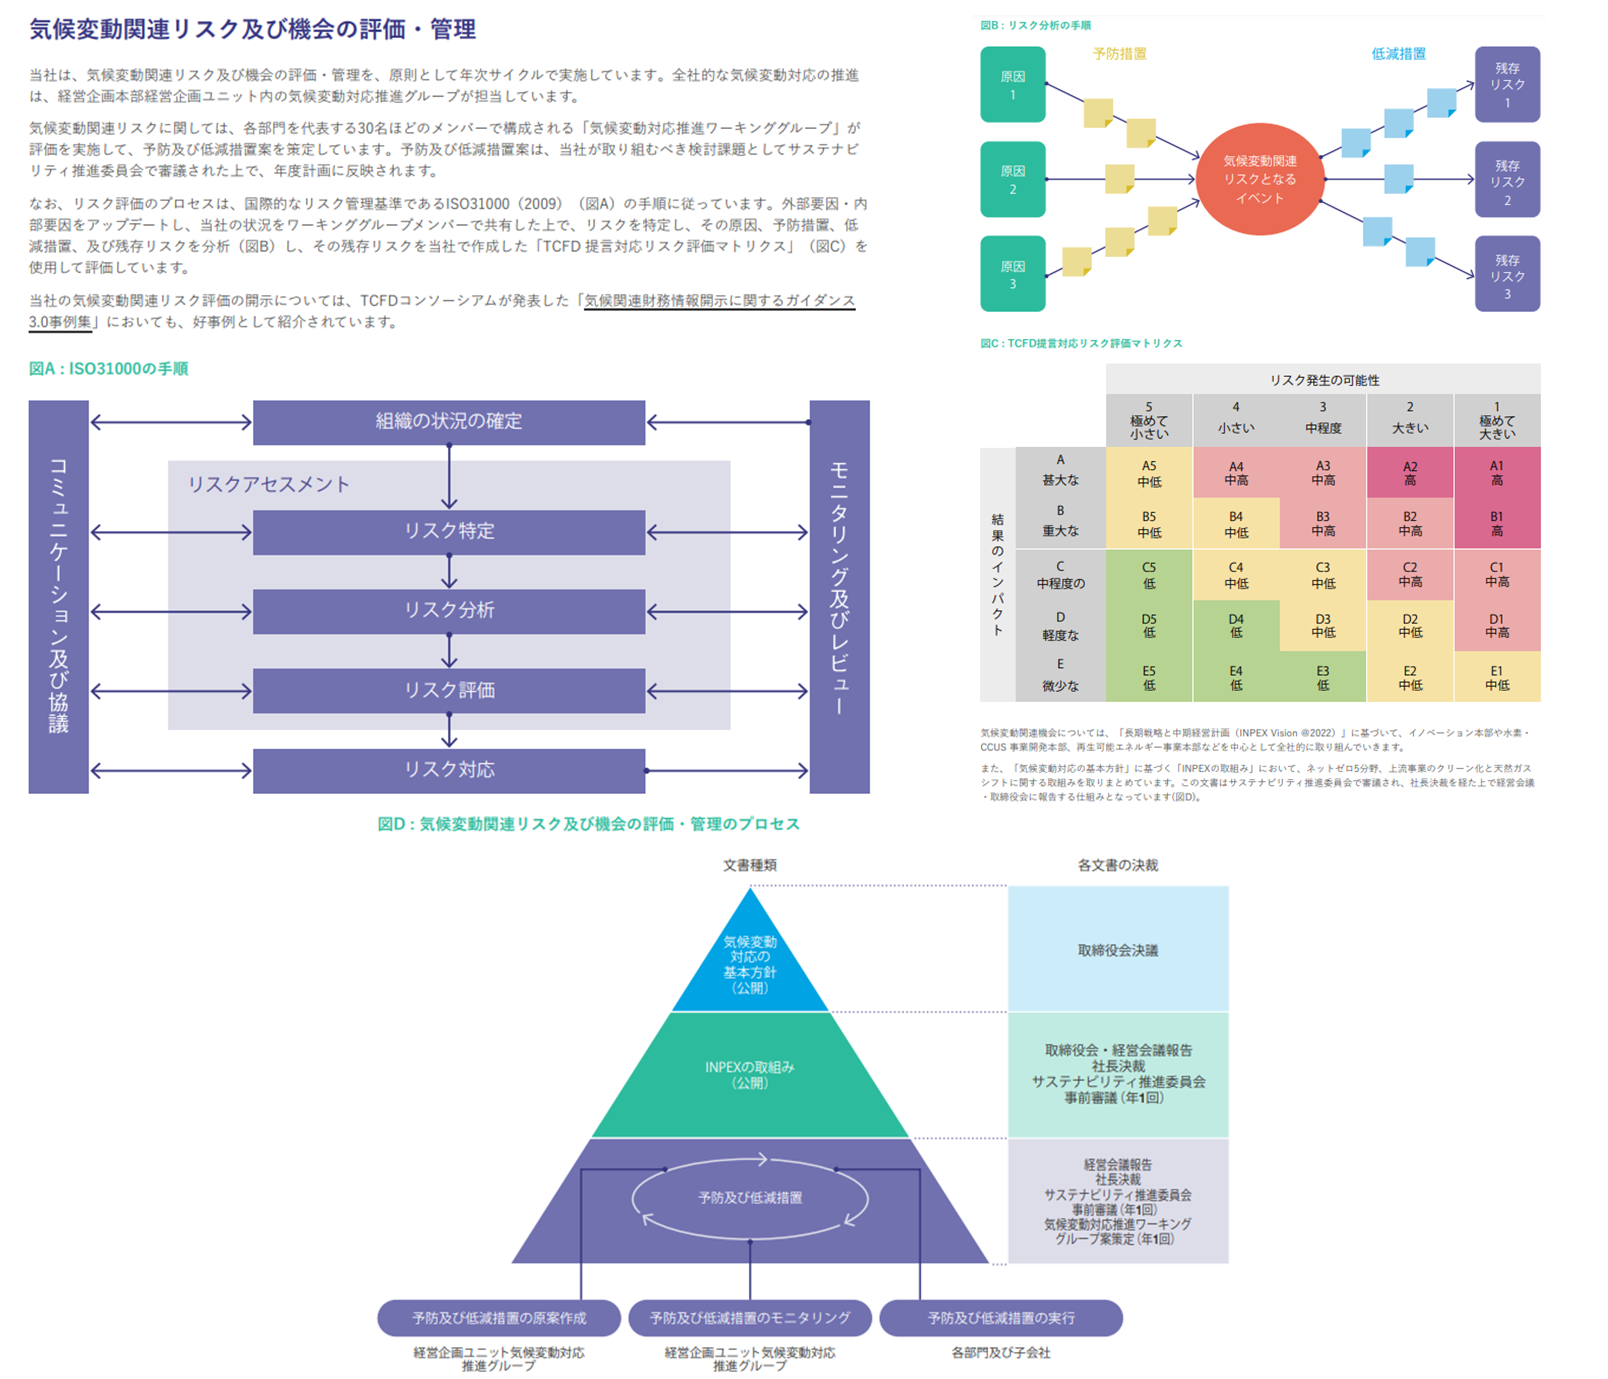 気候変動関連リスク及び機会の評価・管理
当社は、気候変動関連リスク及び機会の評価・管理を、原則として年次サイクルで実施しています。全社的な気候変動対応の推進
は、経営企画本部経営企画ユニット内の気候変動対応推進グループが担当しています。
気候変動関連リスクに関しては、各部門を代表する30名ほどのメンバーで構成される「気候変動対応推進ワーキンググループ」が
評価を実施して、予防及び低減措置案を策定しています。予防及び低減措置案は、当社が取り組むべき検討課題としてサステナビ
リティ推進委員会で審議された上で、年度計画に反映されます。
なお、リスク評価のプロセスは、国際的なリスク管理基準であるISO31000（2009）（図A）の手順に従っています。外部要因・内
部要因をアップデートし、当社の状況をワーキンググループメンバーで共有した上で、リスクを特定し、その原因、予防措置、低
減措置、及び残存リスクを分析（図B）し、その残存リスクを当社で作成した「TCFD 提言対応リスク評価マトリクス」（図C）を
使用して評価しています。
当社の気候変動関連リスク評価の開示については、TCFDコンソーシアムが発表した「気候関連財務情報開示に関するガイダンス
3.0事例集」においても、好事例として紹介されています。
図A : ISO31000の手順
コミュニケーション及び協議
組織の状況の確定
リスクアセスメント
リスク特定
リスク分析
リスク評価
リスク対応
モニタリング及びレビュー
図B : リスク分析の手順
予防措置
低減措置
原因
1
原因
2
原因
3
気候変動関連
リスクとなる
イベント
残存
リスク
1
残存
リスク
2
残存
リスク
3
図C : TCFD提言対応リスク評価マトリクス
リスク発生の可能性
5 4 3 2 1
極めて
小さい 小さい 中程度 大きい 極めて
大きい
結果のインパクト
A A5 A4 A3 A2 A1
甚大な 中低 中高 中高 高 高
B B5 B4 B3 B2 B1
重大な 中低 中低 中高 中高 高
C C5 C4 C3 C2 C1
中程度の 低 中低 中低 中高 中高
D D5 D4 D3 D2 D1
軽度な 低 低 中低 中低 中高
E E5 E4 E3 E2 E1
微少な 低 低 低 中低 中低
気候変動関連機会については、「長期戦略と中期経営計画（INPEX Vision @2022）」に基づいて、イノベーション本部や水素・
CCUS 事業開発本部、再生可能エネルギー事業本部などを中心として全社的に取り組んでいきます。
また、「気候変動対応の基本方針」に基づく「INPEXの取組み」において、ネットゼロ5分野、上流事業のクリーン化と天然ガス
シフトに関する取組みを取りまとめています。この文書はサステナビリティ推進委員会で審議され、社長決裁を経た上で経営会議
・取締役会に報告する仕組みとなっています(図D)。
図D : 気候変動関連リスク及び機会の評価・管理のプロセス
文書種類
各文書の決裁
気候変動
対応の
基本方針
（公開）
取締役会決議
INPEXの取組み
（公開）
取締役会・経営会議報告
社長決裁
サステナビリティ推進委員会
事前審議（年1回）
予防及び低減措置
経営会議報告
社長決裁
サステナビリティ推進委員会
事前審議（年1回）
気候変動対応推進ワーキング
グループ案策定（年1回）
予防及び低減措置の原案作成
経営企画ユニット気候変動対応
推進グループ
予防及び低減措置のモニタリング
経営企画ユニット気候変動対応
推進グループ
予防及び低減措置の実行
各部門及び子会社